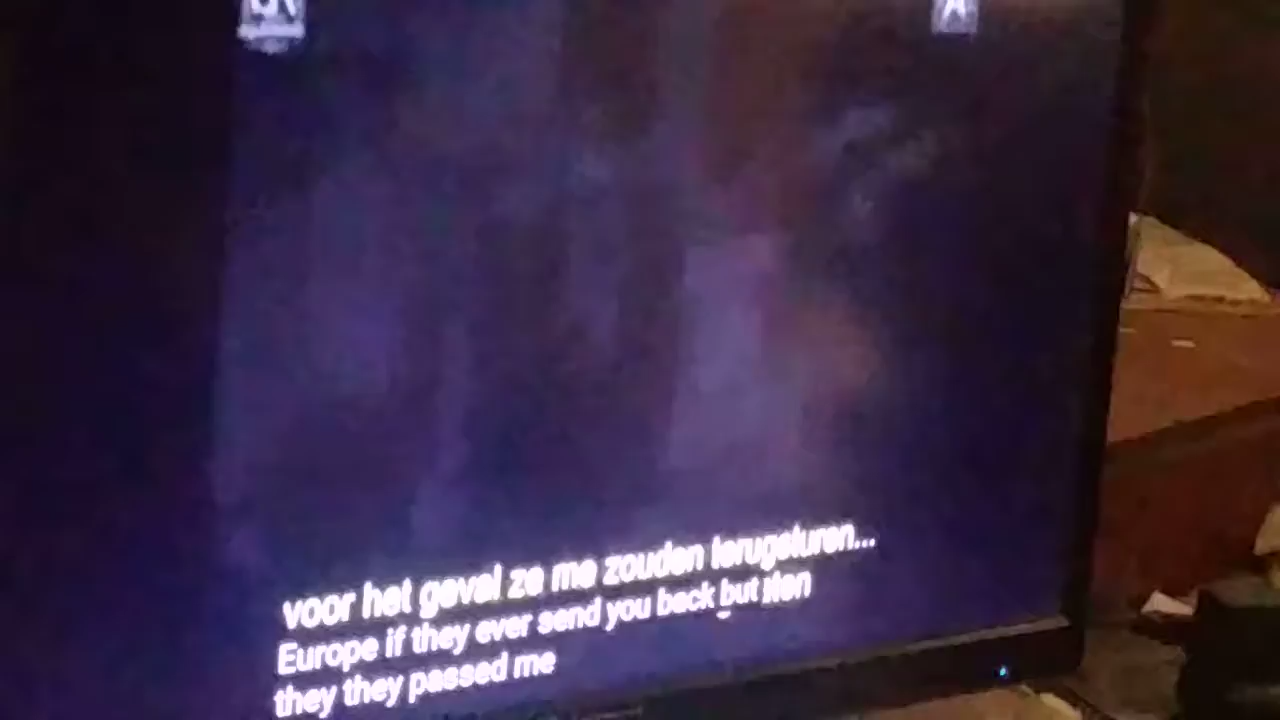 A
voor het geval ze me zouden terugsturen...
Europe if they ever send you back but
they they passed me